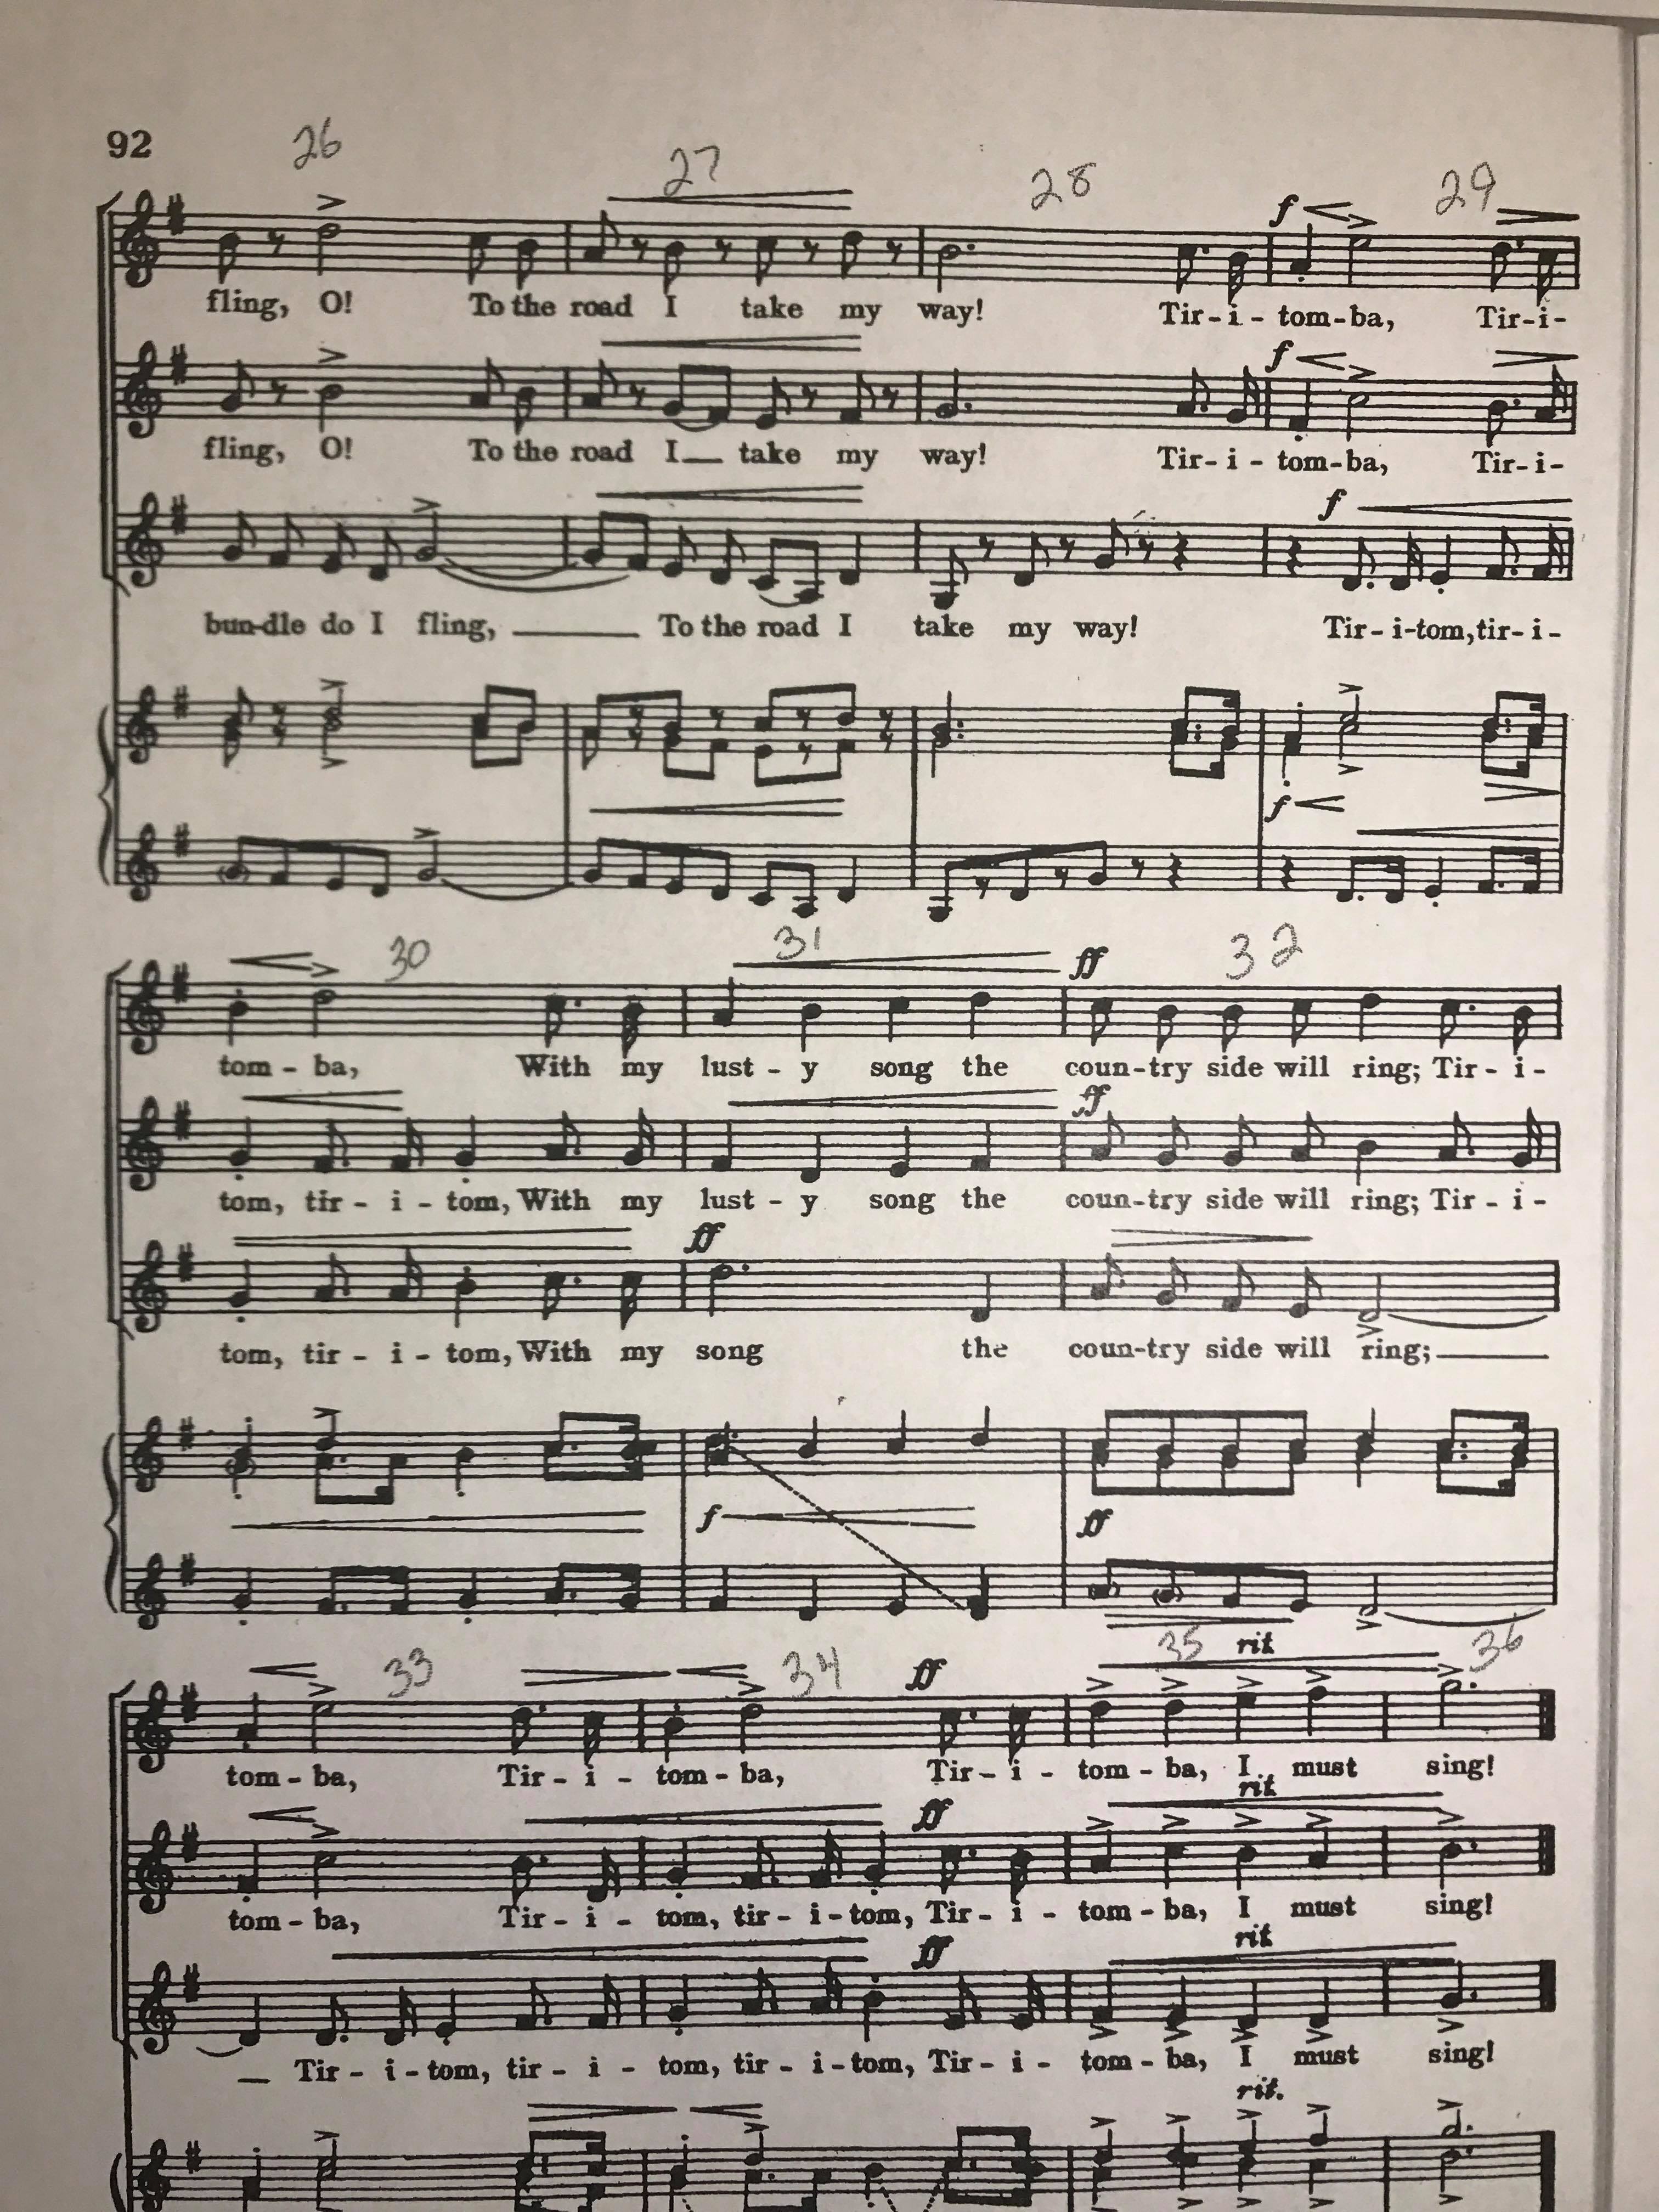 92 26 27 28 29
f f
fling, O! To the road I take my way! Tir-i-tom-ba, Tir-i-
f
fling, O! To the road I take my way! Tir-i-tom-ba, Tir-i-
f
bun-dle do I fling, To the road I take my way! Tir-i-tom, tir-i-
f
30 31 ff 32
tom-ba, With my lust-y song the coun-try side will ring; Tir-i-
ff
tom, tir-i-tom, With my lust-y song the coun-try side will ring; Tir-i-
ff
tom, tir-i-tom, With my song the coun-try side will ring;
f ff
33 34 ff 35 rit 36
tom-ba, Tir-i-tom-ba, Tir-i-tom-ba, I must sing!
ff rit
tom-ba, Tir-i-tom, tir-i-tom, Tir-i-tom-ba, I must sing!
ff rit
Tir-i-tom, tir-i-tom, tir-i-tom, Tir-i-tom-ba, I must sing!
rit.